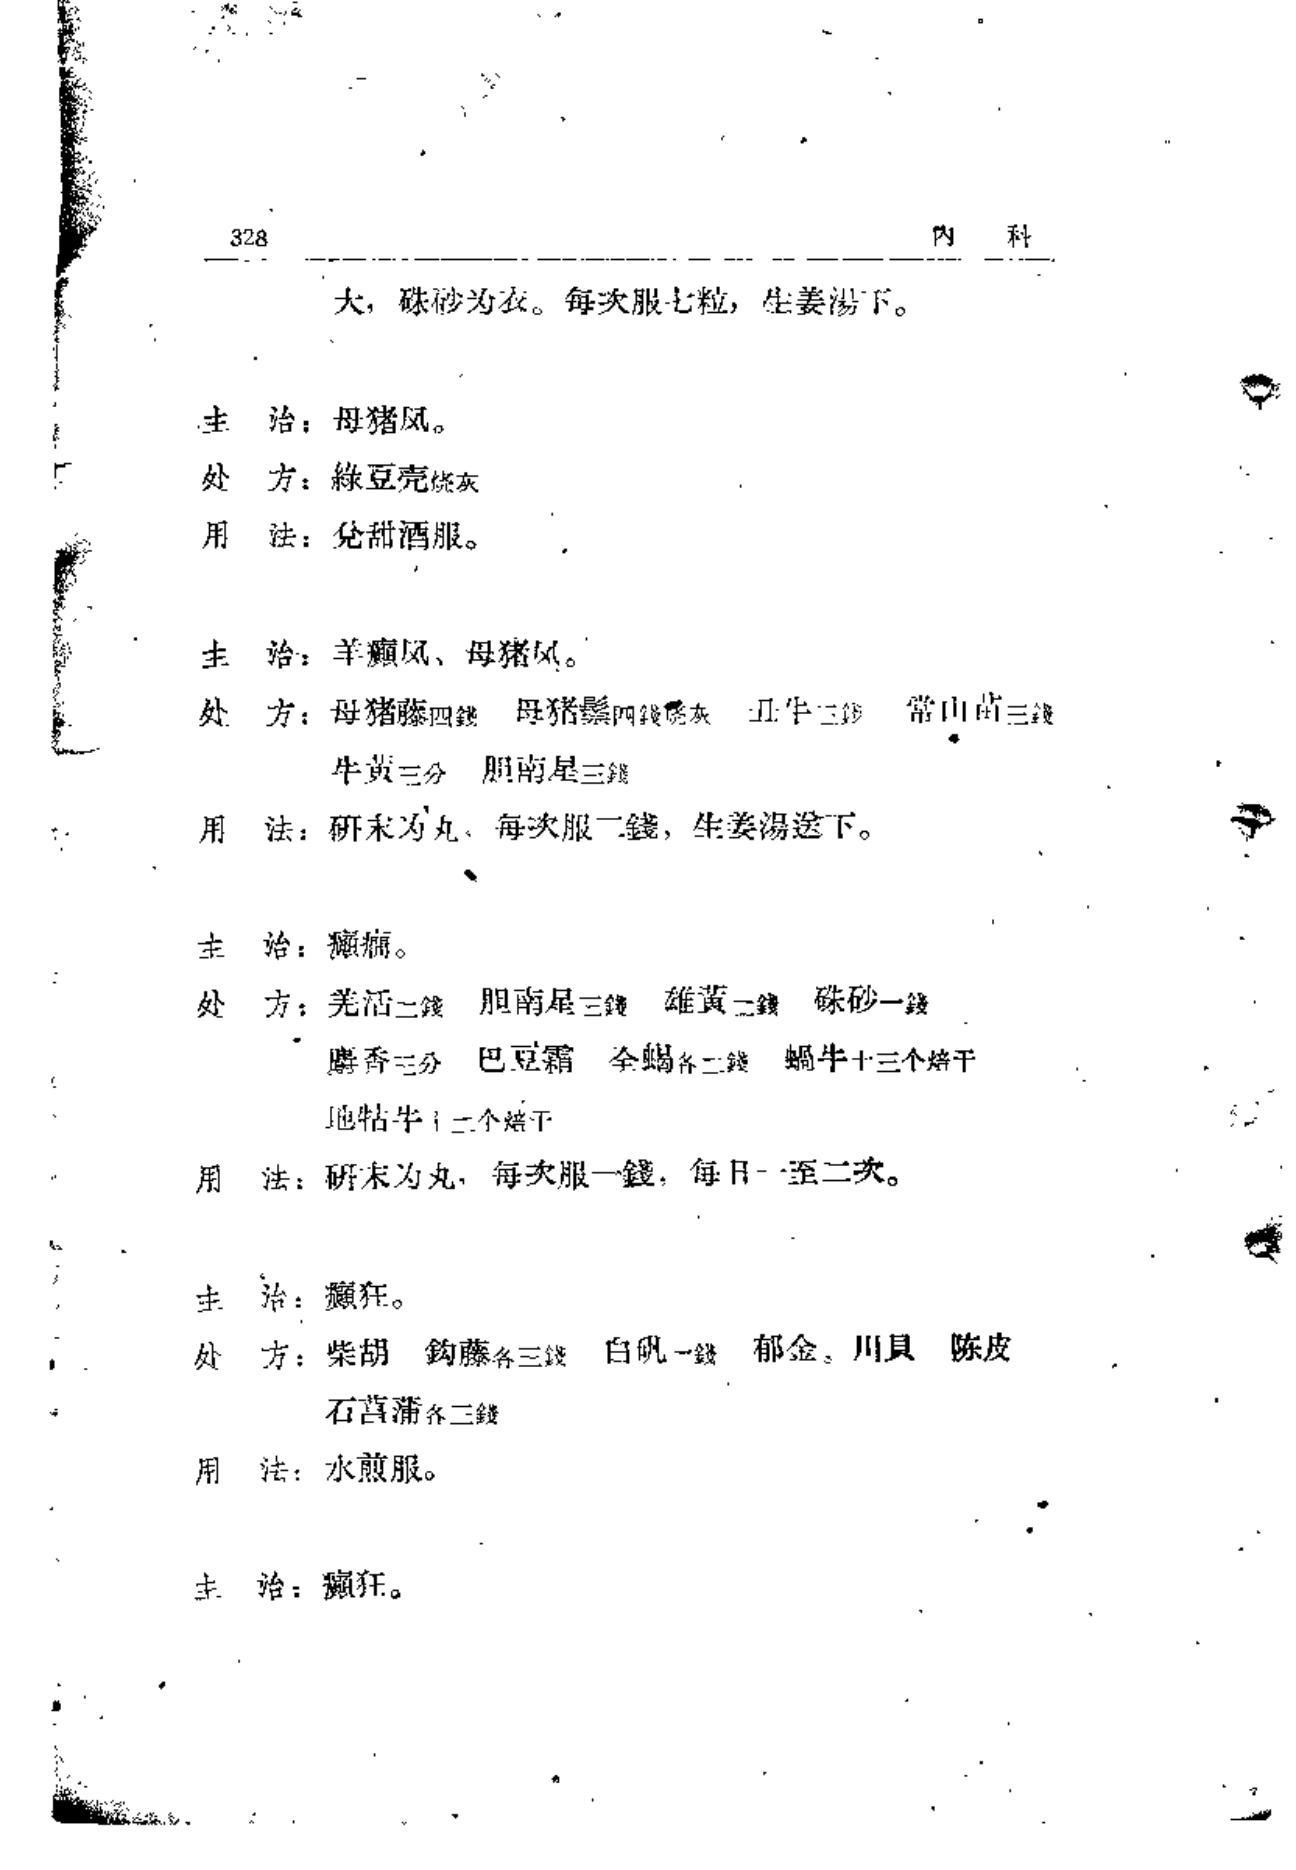 328 内 科
大，硃砂为衣。每次服七粒，生姜湯下。
主 治：母猪风。
处 方：綠豆壳烧灰
用 法：兌甜酒服。
主 治：羊癲风、母猪风。
处 方：母猪藤四錢 母猪鬃四錢烧灰 丑牛三錢 常山苗三錢
牛黄三分 胆南星三錢
用 法：研末为丸，每次服二錢，生姜湯送下。
主 治：癲癇。
处 方：羌活二錢 胆南星三錢 雄黃二錢 硃砂一錢
麝香三分 巴豆霜 全蝎各二錢 蝸牛十三个焙干
地牯牛十二个焙干
用 法：研末为丸，每次服一錢，每日一至二次。
主 治：癲狂。
处 方：柴胡 鈎藤各三錢 白矾一錢 郁金 川貝 陈皮
石菖蒲各三錢
用 法：水煎服。
主 治：癲狂。